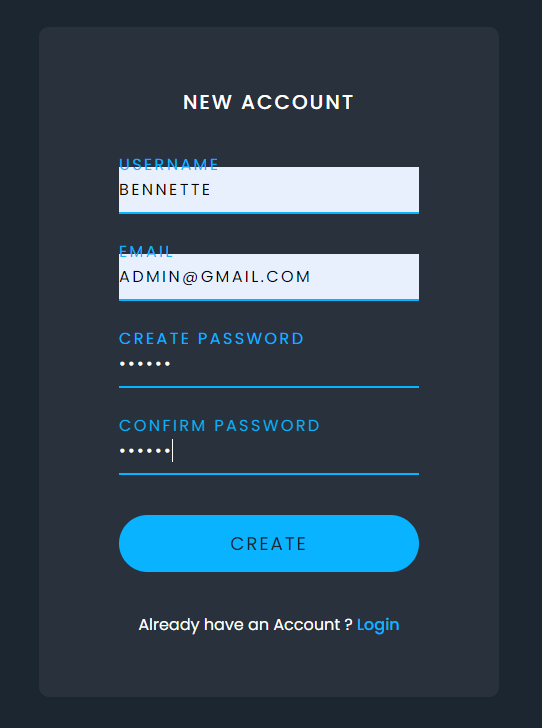 NEW ACCOUNT
USERNAME
BENNETTE
EMAIL
ADMIN@GMAIL.COM
CREATE PASSWORD
••••••
CONFIRM PASSWORD
••••••
CREATE
Already have an Account ? Login